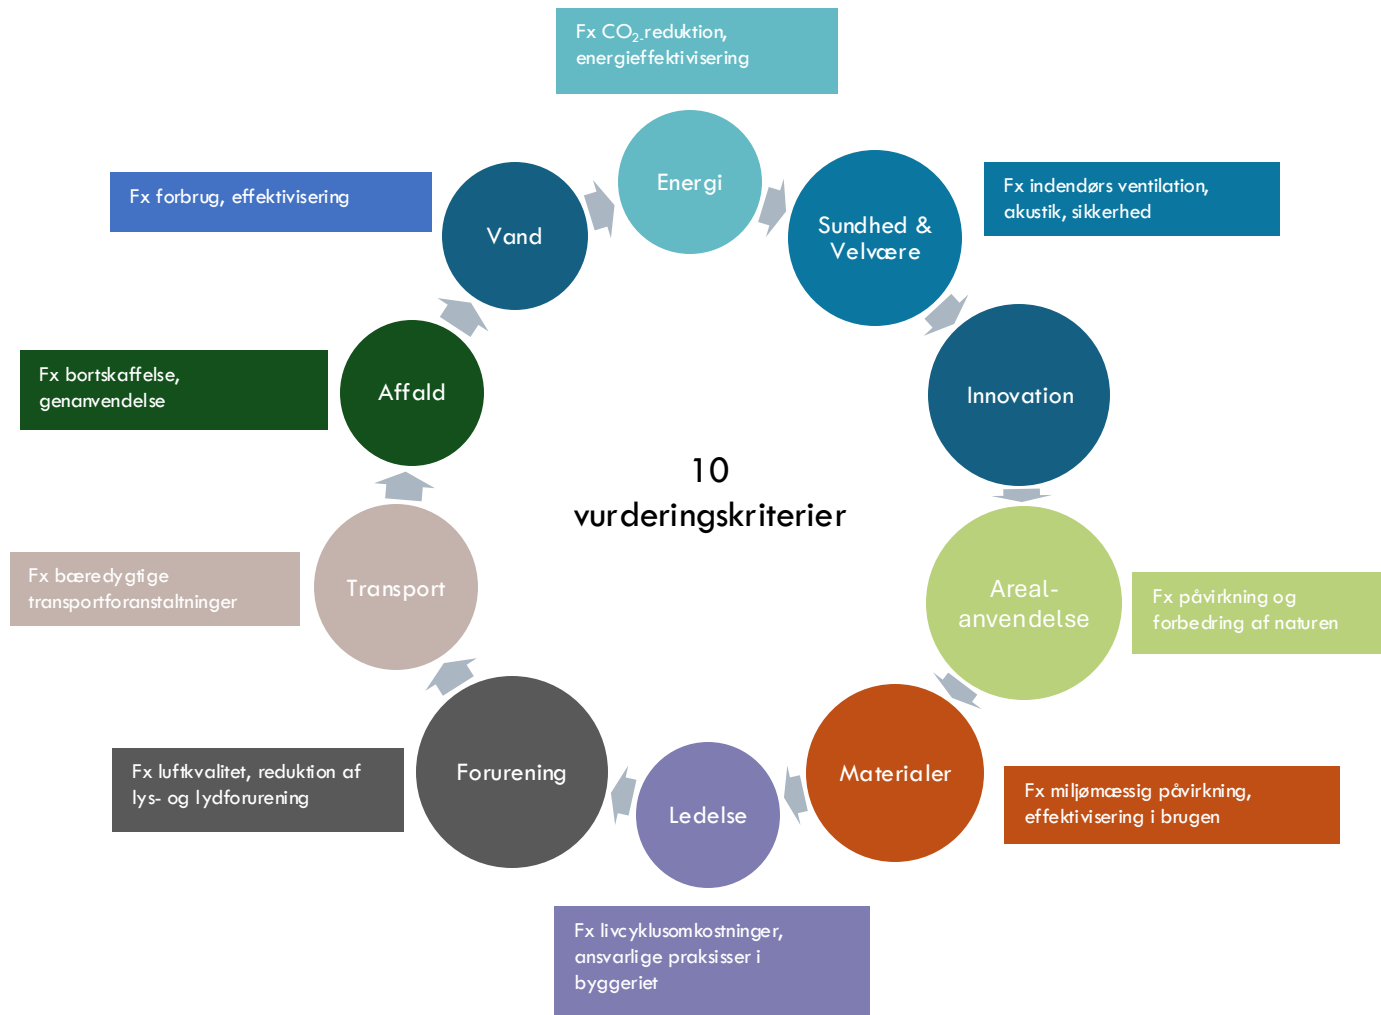 Fx CO₂-reduktion,
energieffektivisering
Energi
Fx indendørs ventilation,
akustik, sikkerhed
Sundhed &
Velvære
Innovation
Areal-
anvendelse
Fx påvirkning og
forbedring af naturen
Materialer
Fx miljømæssig påvirkning,
effektivisering i brugen
Ledelse
Fx livcyklusomkostninger,
ansvarlige praksisser i
byggeriet
Forurening
Fx luftkvalitet, reduktion af
lys- og lydforurening
Transport
Fx bæredygtige
transportforanstaltninger
Affald
Fx bortskaffelse,
genanvendelse
Vand
Fx forbrug, effektivisering
10
vurderingskriterier